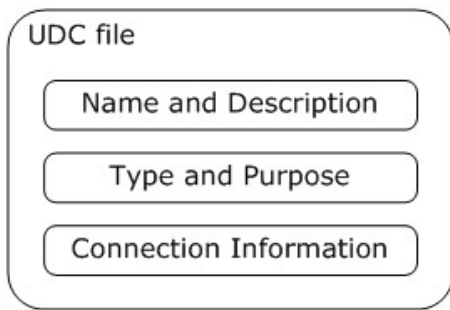 UDC file
Name and Description
Type and Purpose
Connection Information